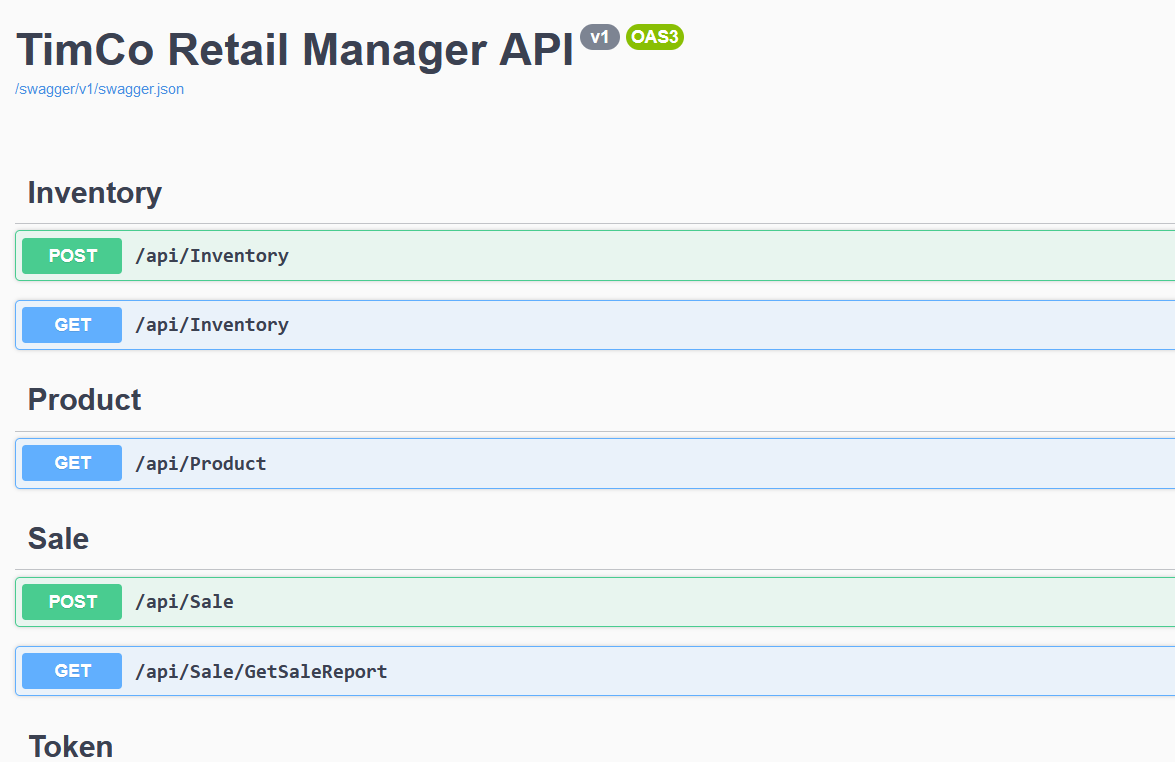 TimCo Retail Manager API v1 OAS3
/swagger/v1/swagger.json
Inventory
POST /api/Inventory
GET /api/Inventory
Product
GET /api/Product
Sale
POST /api/Sale
GET /api/Sale/GetSaleReport
Token